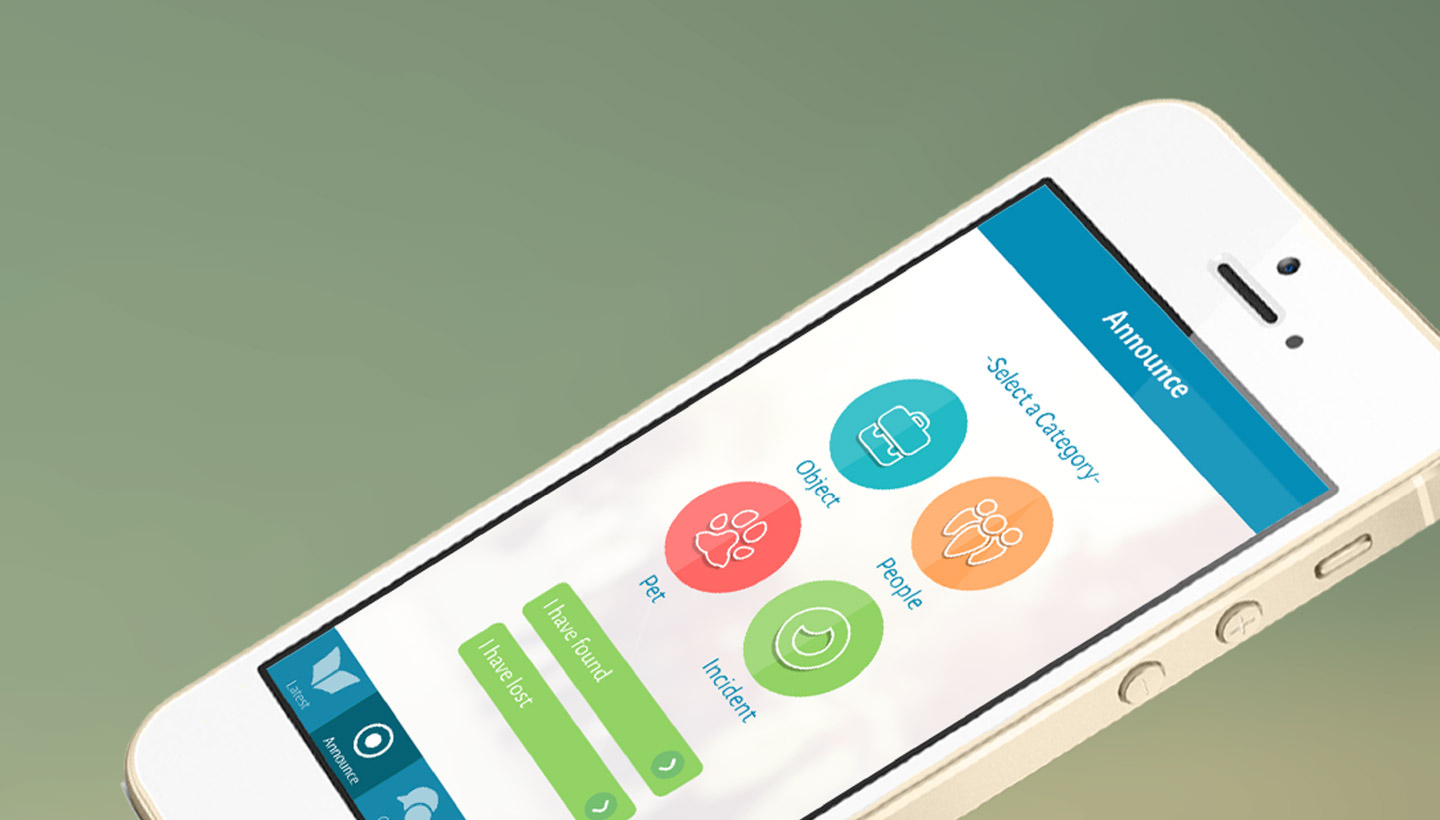 Announce
-Select a Category-
Object
People
Pet
Incident
I have found
I have lost
Latest
Announce